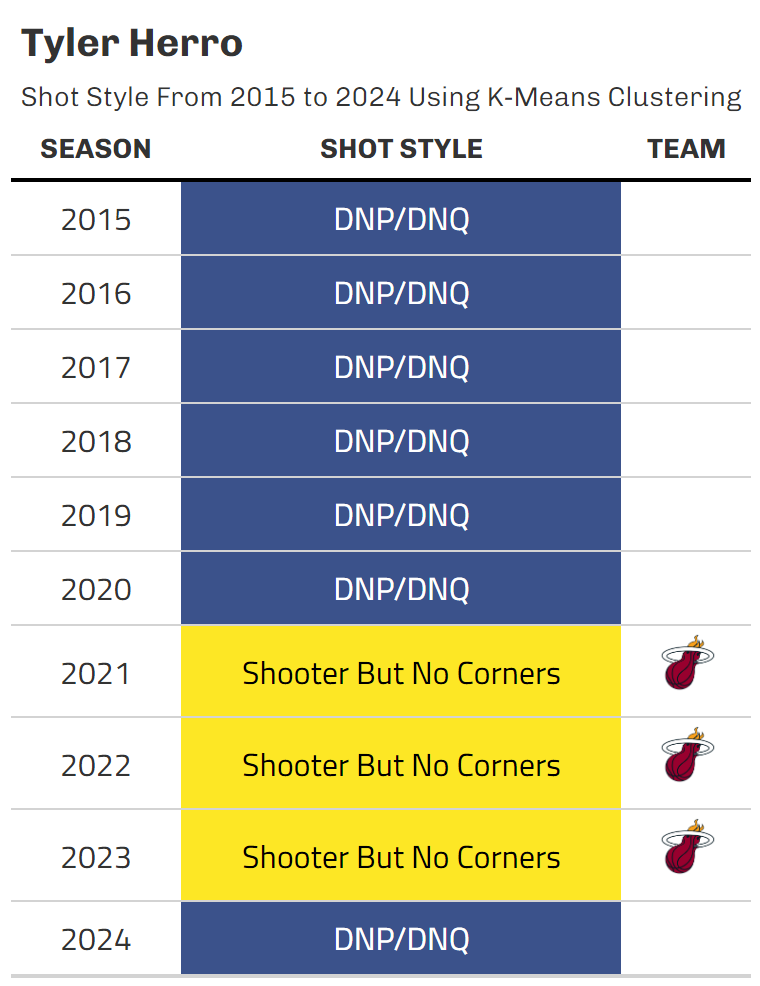 Tyler Herro
Shot Style From 2015 to 2024 Using K-Means Clustering
SEASON SHOT STYLE TEAM
2015 DNP/DNQ
2016 DNP/DNQ
2017 DNP/DNQ
2018 DNP/DNQ
2019 DNP/DNQ
2020 DNP/DNQ
2021 Shooter But No Corners
2022 Shooter But No Corners
2023 Shooter But No Corners
2024 DNP/DNQ